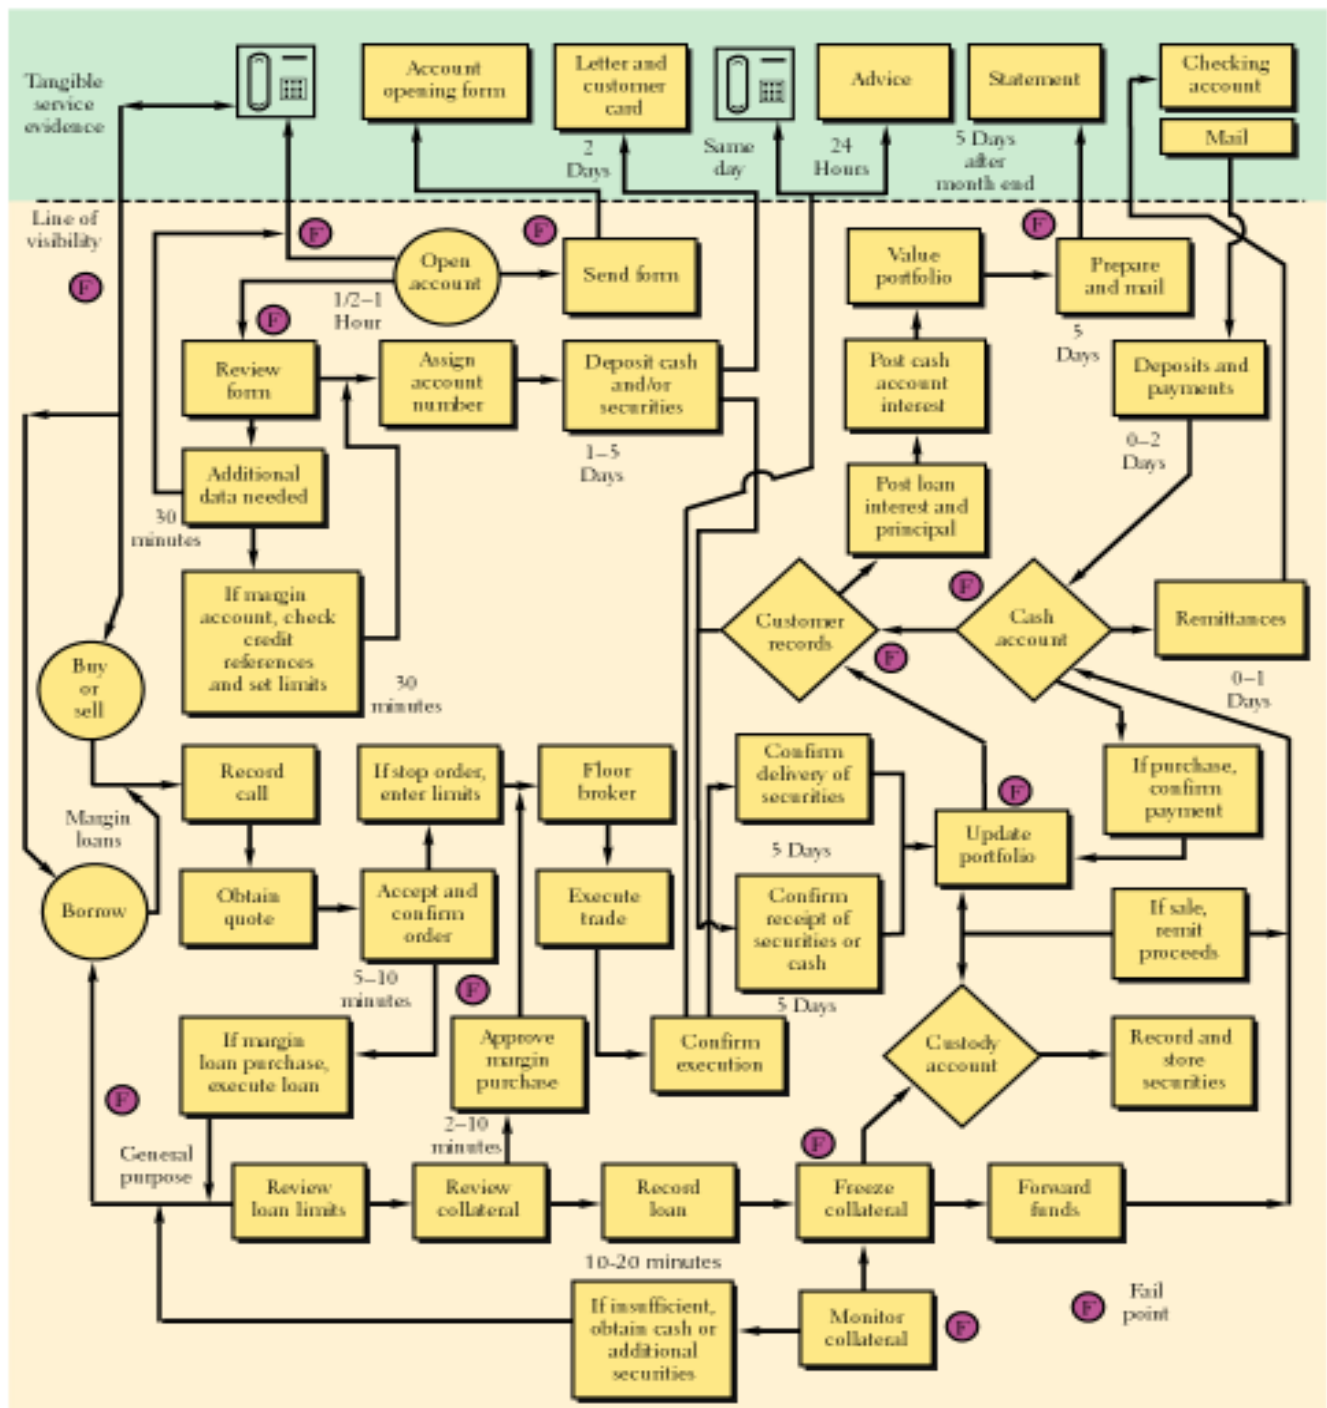 Tangible
service
evidence
Account
opening form
Letter and
customer
card
Advice
Statement
Checking
account
Mail
2
Days
Same
day
24
Hours
5 Days
after
month end
Line of
visibility
F
F
F
F
F
Open
account
Send form
Value
portfolio
Prepare
and mail
1/2–1
Hour
5
Days
Review
form
Assign
account
number
Deposit cash
and/or
securities
Post cash
account
interest
Deposits and
payments
1–5
Days
0–2
Days
Additional
data needed
30
minutes
Post loan
interest and
principal
If margin
account, check
credit
references
and set limits
30
minutes
Customer
records
F
F
Cash
account
Remittances
0–1
Days
Buy
or
sell
Record
call
If stop order,
enter limits
Floor
broker
Confirm
delivery of
securities
If purchase,
confirm
payment
Margin
loans
5 Days
F
Update
portfolio
Borrow
Obtain
quote
Accept and
confirm
order
Execute
trade
Confirm
receipt of
securities or
cash
If sale,
remit
proceeds
5–10
minutes
F
5 Days
If margin
loan purchase,
execute loan
Approve
margin
purchase
Confirm
execution
Custody
account
Record and
store
securities
F
2–10
minutes
F
General
purpose
Review
loan limits
Review
collateral
Record
loan
Freeze
collateral
Forward
funds
10-20 minutes
If insufficient,
obtain cash or
additional
securities
Monitor
collateral
F
F
Fail
point